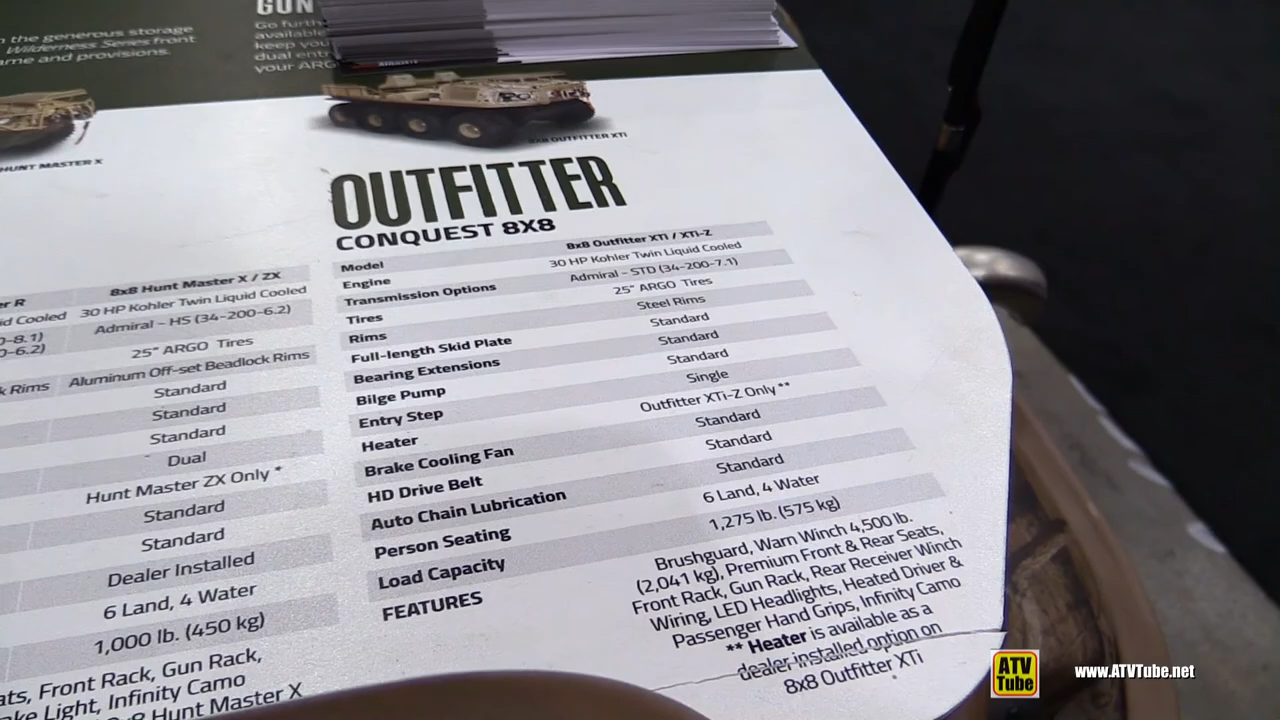 n the generous storage
Wilderness Series front
ame and provisions.
GUN
Go furth
available
keep you
dual entr
your ARG
HUNT MASTER X
8X8 OUTFITTER XTi
OUTFITTER
CONQUEST 8X8
er R 8x8 Hunt Master X / ZX
id Cooled 30 HP Kohler Twin Liquid Cooled
0-8.1) Admiral - HS (34-200-6.2)
0-6.2)
25" ARGO Tires
k Rims Aluminum Off-set Beadlock Rims
Standard
Standard
Standard
Dual
Hunt Master ZX Only *
Standard
Standard
Dealer Installed
6 Land, 4 Water
1,000 lb. (450 kg)
ats, Front Rack, Gun Rack,
ke Light, Infinity Camo
8x8 Hunt Master X
Model 8x8 Outfitter XTi / XTi-Z
Engine 30 HP Kohler Twin Liquid Cooled
Transmission Options Admiral - STD (34-200-7.1)
Tires 25" ARGO Tires
Rims Steel Rims
Full-length Skid Plate Standard
Bearing Extensions Standard
Bilge Pump Standard
Entry Step Single
Heater Outfitter XTi-Z Only **
Brake Cooling Fan Standard
HD Drive Belt Standard
Auto Chain Lubrication Standard
Person Seating 6 Land, 4 Water
Load Capacity 1,275 lb. (575 kg)
FEATURES Brushguard, Warn Winch 4,500 lb.
(2,041 kg), Premium Front & Rear Seats,
Front Rack, Gun Rack, Rear Receiver Winch
Wiring, LED Headlights, Heated Driver &
Passenger Hand Grips, Infinity Camo
** Heater is available as a
dealer installed option on
8x8 Outfitter XTi
ATV
Tube
www.ATVTube.net